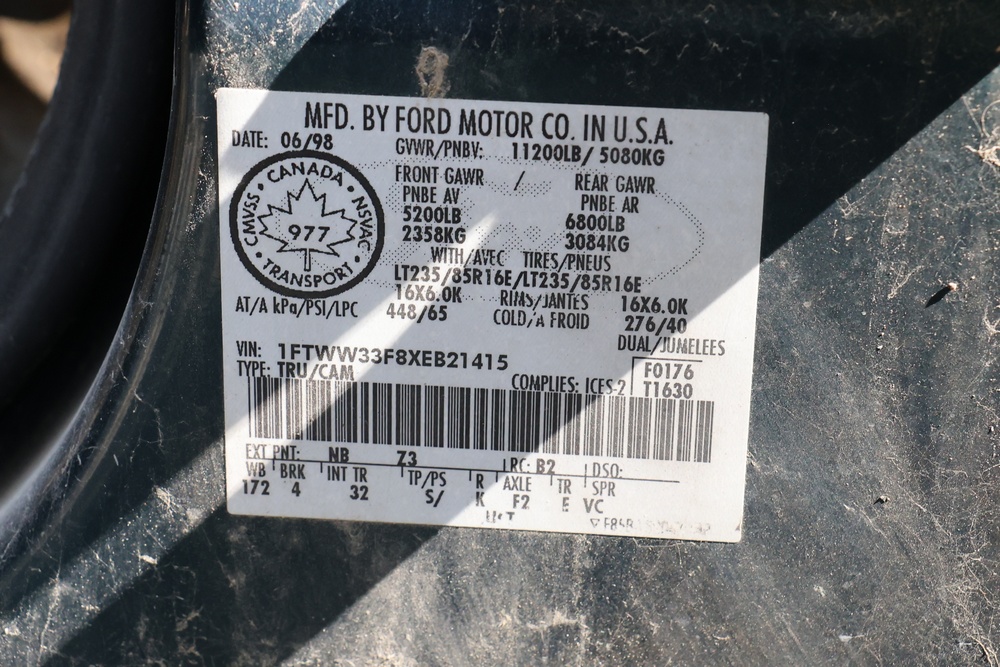 MFD. BY FORD MOTOR CO. IN U.S.A.
DATE: 06/98 GVWR/PNBV: 11200LB/ 5080KG
CANADA
CMVSS
NSVAC
977
TRANSPORT
FRONT GAWR / REAR GAWR
PNBE AV PNBE AR
5200LB 6800LB
2358KG 3084KG
WITH/AVEC TIRES/PNEUS
LT235/85R16E/LT235/85R16E
16X6.0K RIMS/JANTES 16X6.0K
AT/A kPa/PSI/LPC 448/65 COLD/A FROID 276/40
DUAL/JUMELEES
VIN: 1FTWW33F8XEB21415
TYPE: TRU/CAM COMPLIES: ICES-2
F0176
T1630
EXT PNT: NB Z3 RC: B2 DSO:
WB BRK INT TR TP/PS R AXLE TR SPR
172 4 32 S/ K F2 E VC